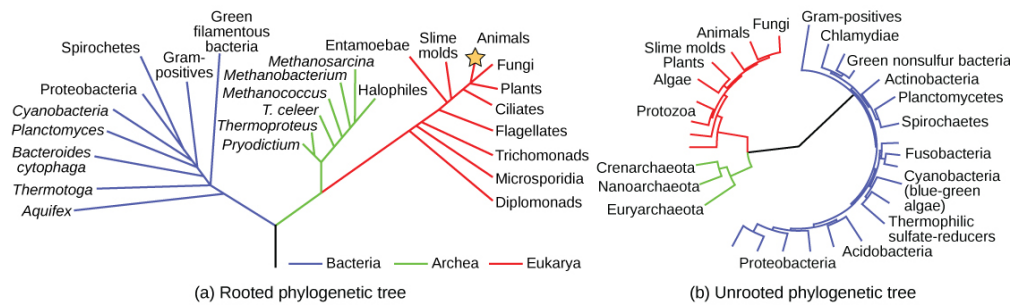 Green
filamentous
bacteria
Spirochetes
Gram-
positives
Proteobacteria
Cyanobacteria
Planctomyces
Bacteroides
cytophaga
Thermotoga
Aquifex
Entamoebae
Methanosarcina
Methanobacterium
Methanococcus
Halophiles
T. celeer
Thermoproteus
Pryodictium
Slime
molds
Animals
Fungi
Plants
Ciliates
Flagellates
Trichomonads
Microsporidia
Diplomonads
Bacteria
Archea
Eukarya
(a) Rooted phylogenetic tree
Fungi
Animals
Slime molds
Plants
Algae
Protozoa
Crenarchaeota
Nanoarchaeota
Euryarchaeota
Gram-positives
Chlamydiae
Green nonsulfur bacteria
Actinobacteria
Planctomycetes
Spirochaetes
Fusobacteria
Cyanobacteria
(blue-green
algae)
Thermophilic
sulfate-reducers
Acidobacteria
Proteobacteria
(b) Unrooted phylogenetic tree